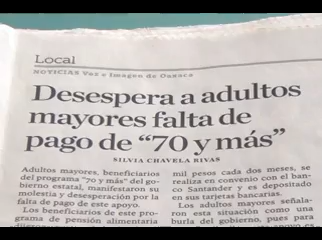 Local
NOTICIAS Voz e Imagen de Oaxaca
Desespera a adultos
mayores falta de
pago de “70 y más”
SILVIA CHAVELA RIVAS
Adultos mayores, beneficiarios
del programa “70 y más” del go-
bierno estatal, manifestaron su
molestia y desesperación por la
falta de pago de este apoyo.
Los beneficiarios de este pro-
grama de pensión alimentaria
mil pesos cada dos meses, se
realizaba en convenio con el ban-
co Santander y es depositado
en sus tarjetas bancarias.
Los adultos mayores señala-
ron esta situación como una
burla del gobierno, pues para